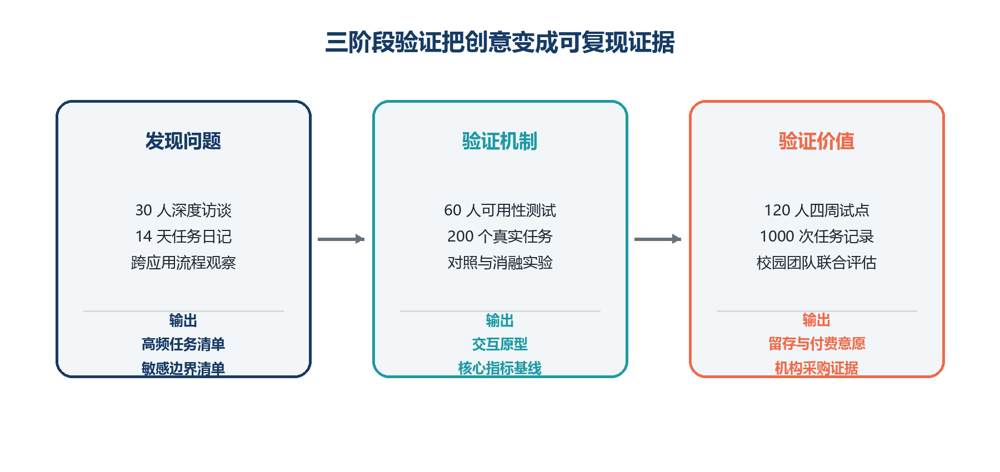 三阶段验证把创意变成可复现证据
发现问题
30 人深度访谈
14 天任务日记
跨应用流程观察
输出
高频任务清单
敏感边界清单
验证机制
60 人可用性测试
200 个真实任务
对照与消融实验
输出
交互原型
核心指标基线
验证价值
120 人四周试点
1000 次任务记录
校园团队联合评估
输出
留存与付费意愿
机构采购证据